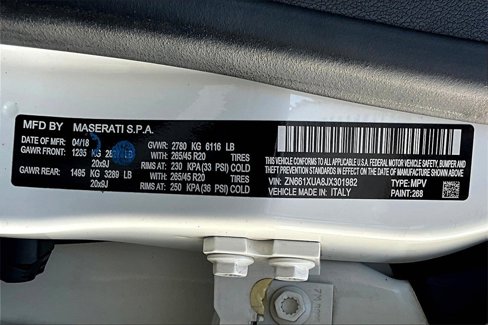 MFD BY MASERATI S.P.A.
DATE OF MFR: 04/18 GVWR: 2780 KG 6116 LB
GAWR FRONT: 1285 KG LB WITH: 265/45 R20 TIRES
20x9J RIMS AT 230 KPA(33 PSI) COLD
GAWR REAR: 1495 KG 3289 LB WITH: 265/45 R20 TIRES
20x9J RIMS AT: 250 KPA(36 PSI) COLD
THIS VEHICLE CONFORMS TO ALL APPLICABLE U.S.A. FEDERAL MOTOR VEHICLE SAFETY, BUMPER AND
THEFT PREVENTION STANDARDS IN EFFECT ON THE DATE OF MANUFACTURE SHOWN ABOVE
VIN: ZN661XUA8JX301982 TYPE: MPV
VEHICLE MADE IN: ITALY PAINT: 268